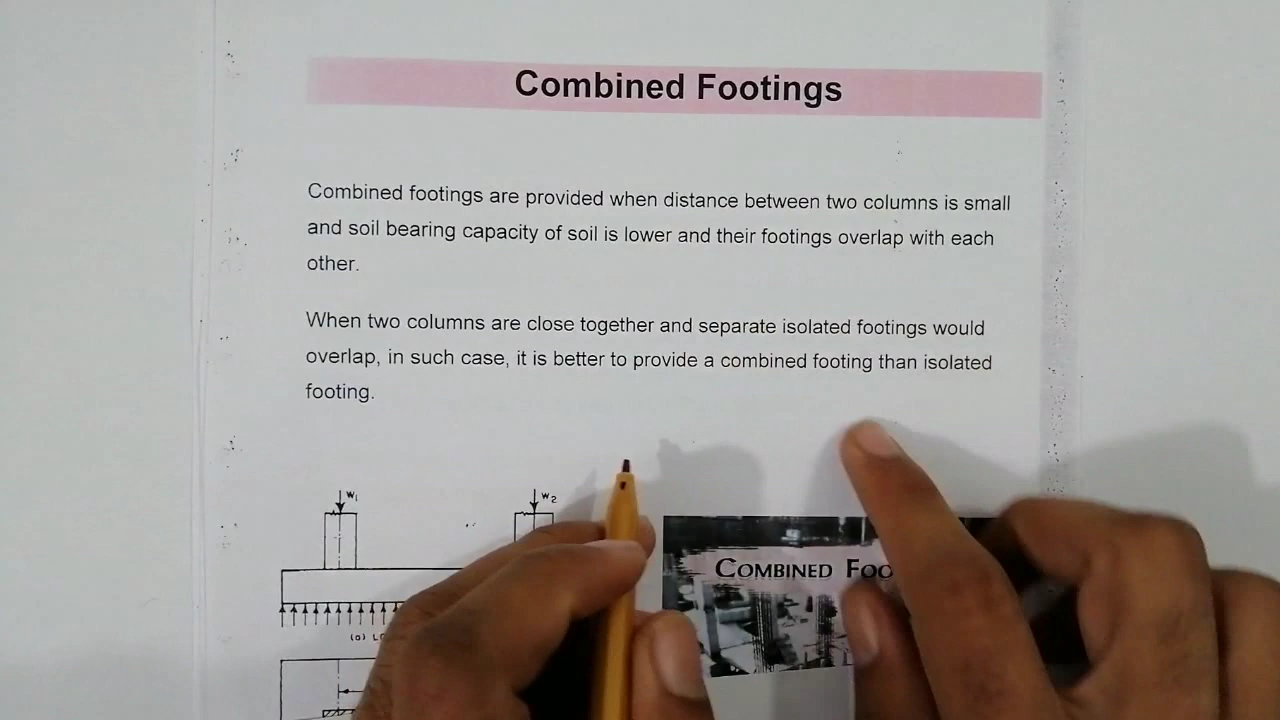 Combined Footings
Combined footings are provided when distance between two columns is small
and soil bearing capacity of soil is lower and their footings overlap with each
other.
When two columns are close together and separate isolated footings would
overlap, in such case, it is better to provide a combined footing than isolated
footing.
W1
W2
COMBINED FOO
(a) L